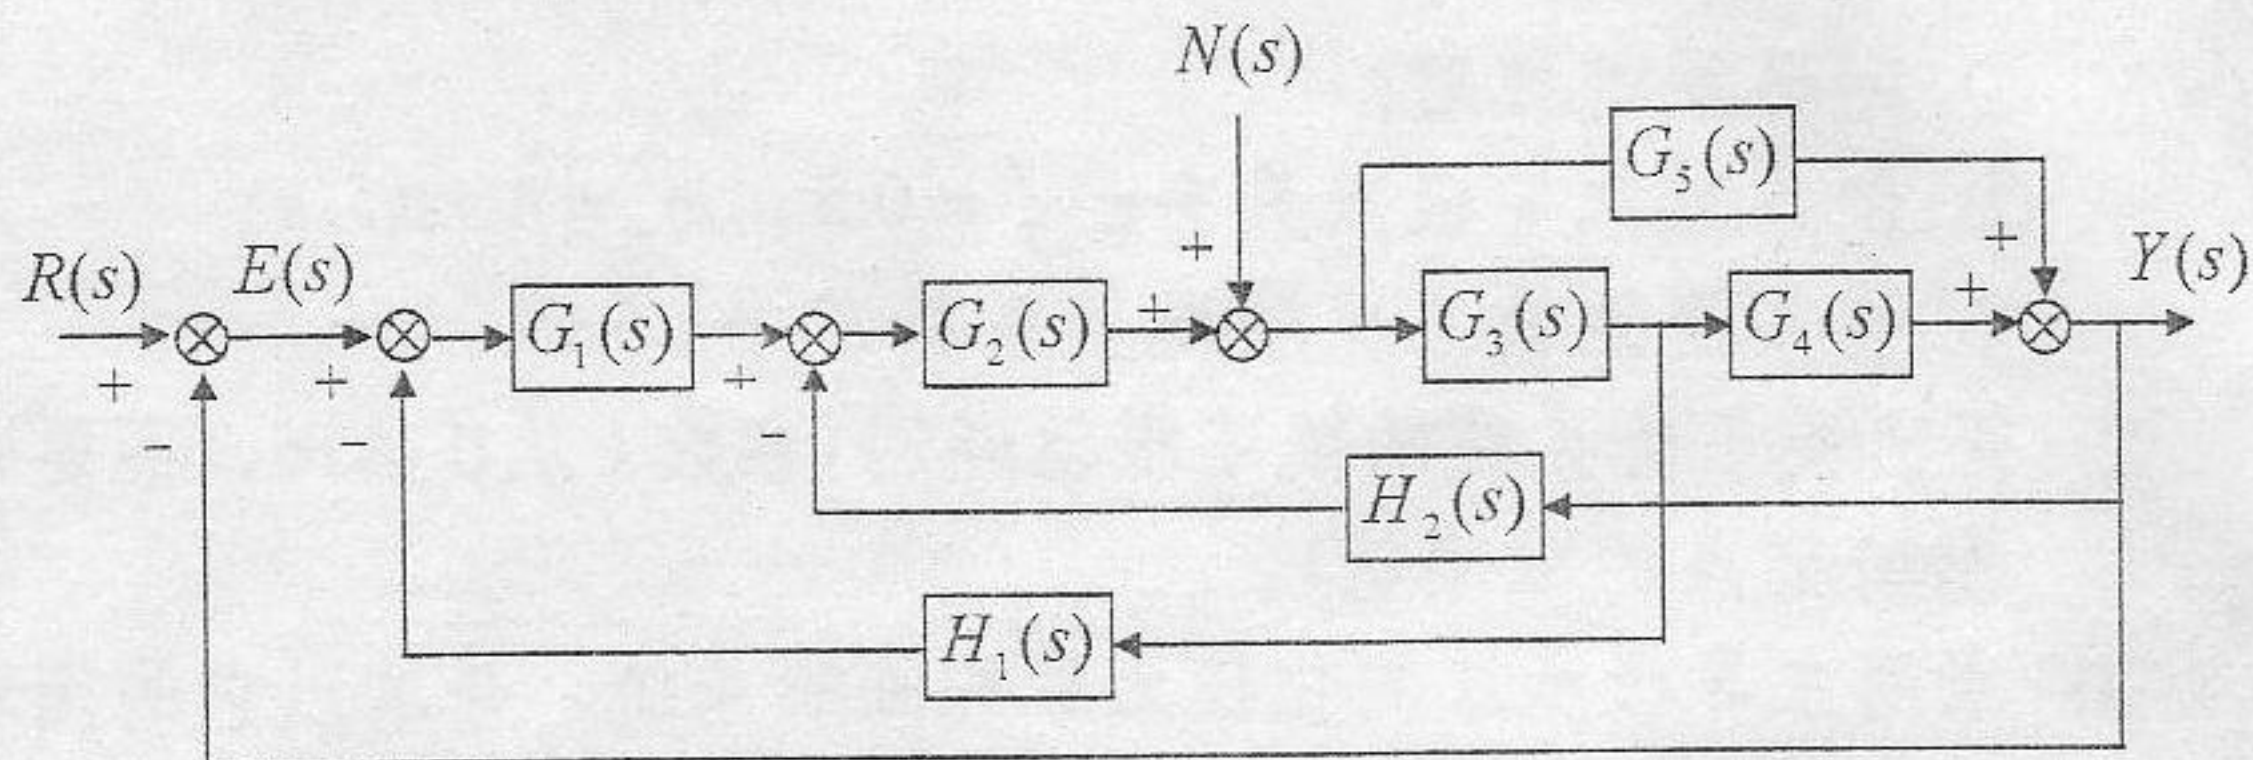 N(s)
G₅(s)
R(s)
E(s)
G₁(s)
G₂(s)
G₃(s)
G₄(s)
Y(s)
+
+
+
+
+
+
+
+
−
−
−
H₂(s)
H₁(s)